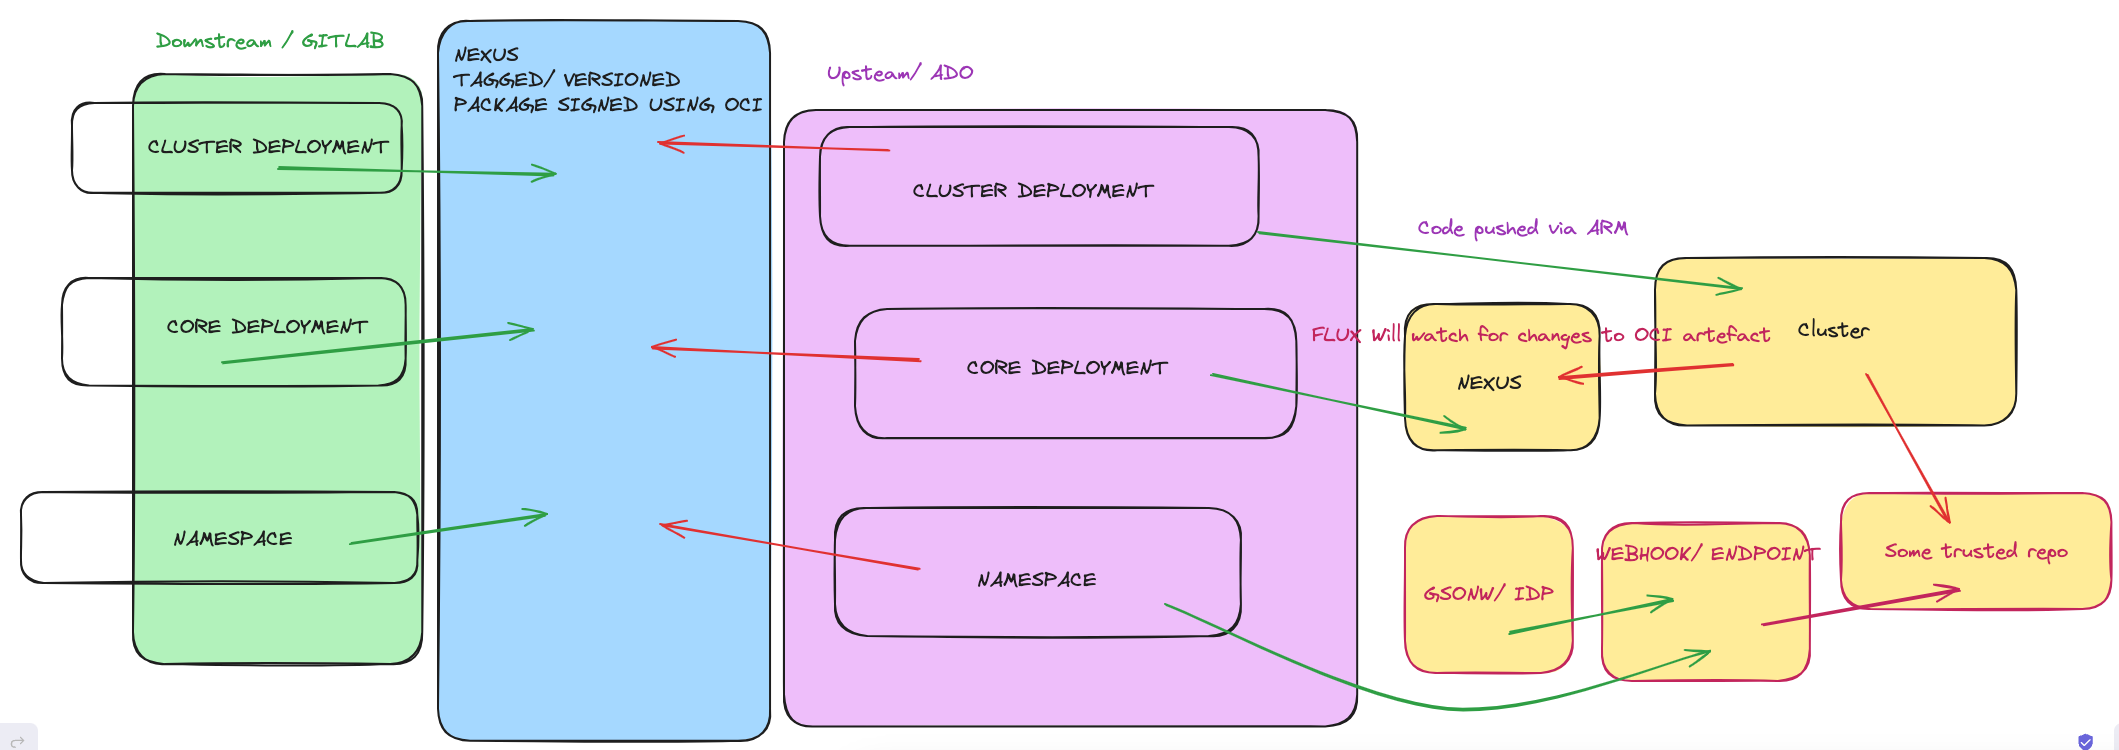 Downstream / GITLAB
CLUSTER DEPLOYMENT
CORE DEPLOYMENT
NAMESPACE
NEXUS
TAGGED/ VERSIONED
PACKAGE SIGNED USING OCI
Upsteam/ ADO
CLUSTER DEPLOYMENT
CORE DEPLOYMENT
NAMESPACE
Code pushed via ARM
Cluster
FLUX will watch for changes to OCI artefact
NEXUS
GSONW/ IDP
WEBHOOK/ ENDPOINT
Some trusted repo